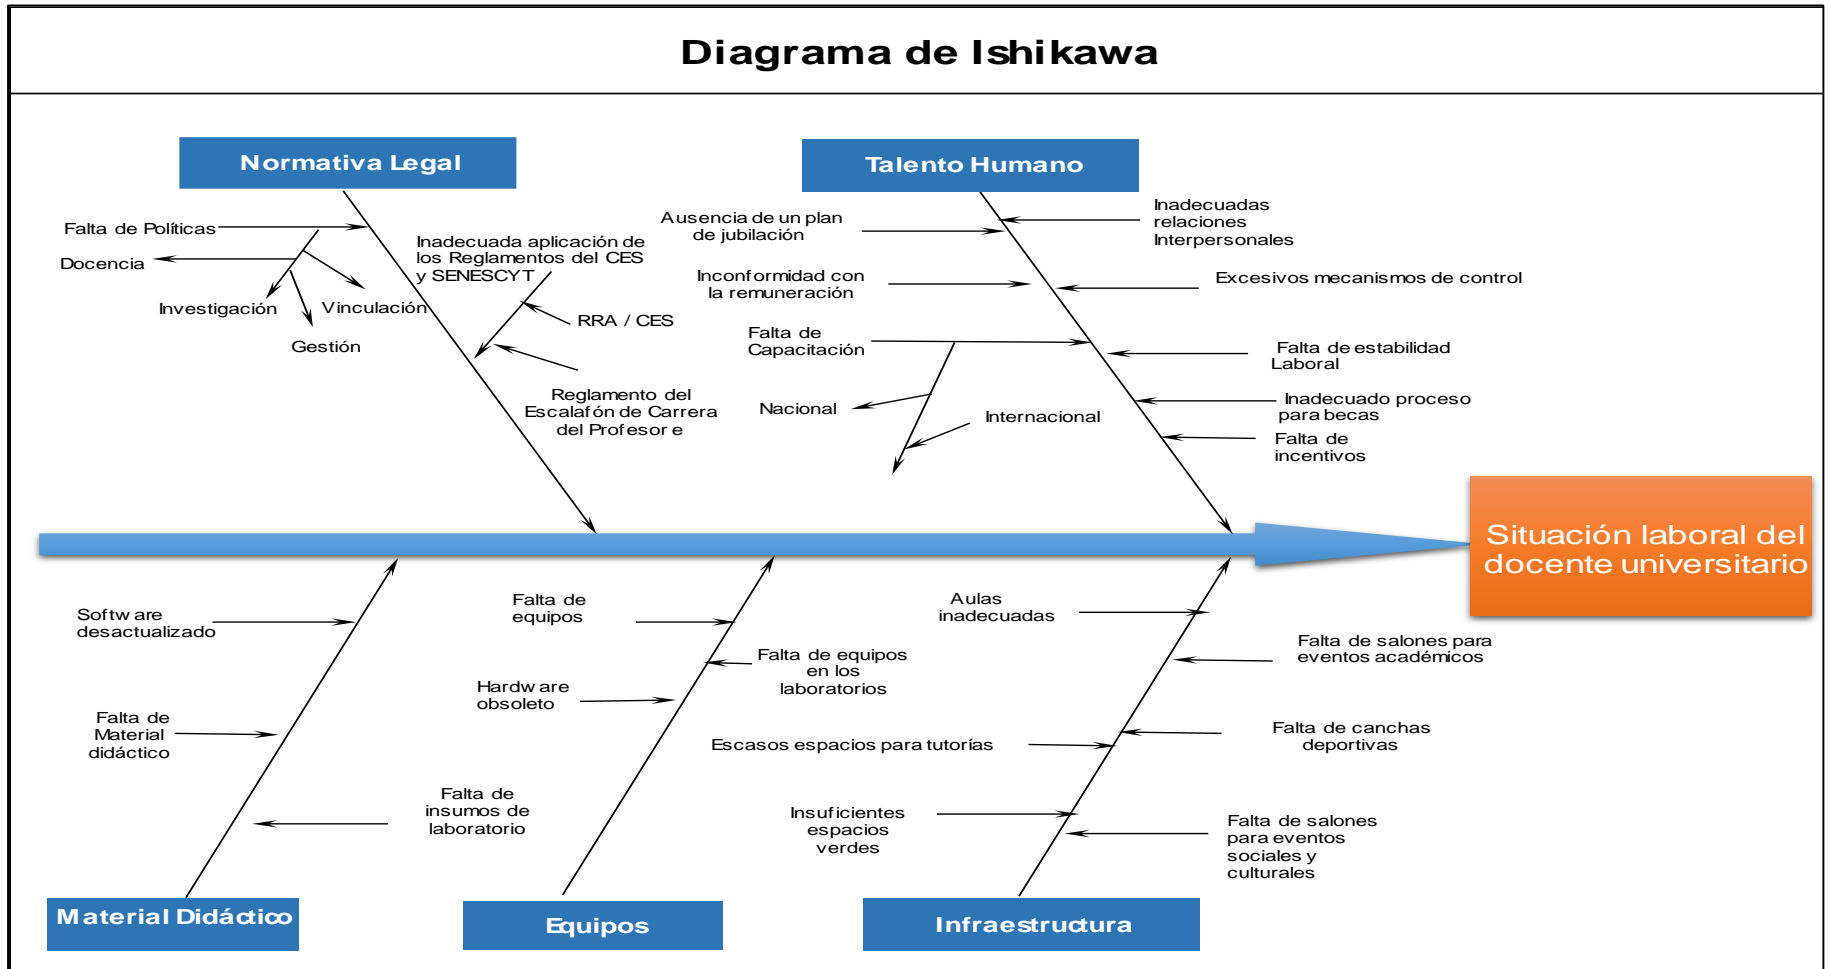 Diagrama de Ishikawa
Normativa Legal
Talento Humano
Falta de Políticas
Docencia
Investigación
Vinculación
Gestión
Inadecuada aplicación de
los Reglamentos del CES
y SENESCYT
RRA / CES
Reglamento del
Escalafón de Carrera
del Profesor e
Ausencia de un plan
de jubilación
Inconformidad con
la remuneración
Falta de
Capacitación
Nacional
Internacional
Inadecuadas
relaciones
Interpersonales
Excesivos mecanismos de control
Falta de estabilidad
Laboral
Inadecuado proceso
para becas
Falta de
incentivos
Situación laboral del
docente universitario
Software
desactualizado
Falta de
Material
didáctico
Falta de
insumos de
laboratorio
Falta de
equipos
Falta de equipos
en los
laboratorios
Hardware
obsoleto
Aulas
inadecuadas
Falta de salones para
eventos académicos
Escasos espacios para tutorías
Falta de canchas
deportivas
Insuficientes
espacios
verdes
Falta de salones
para eventos
sociales y
culturales
Material Didáctico
Equipos
Infraestructura